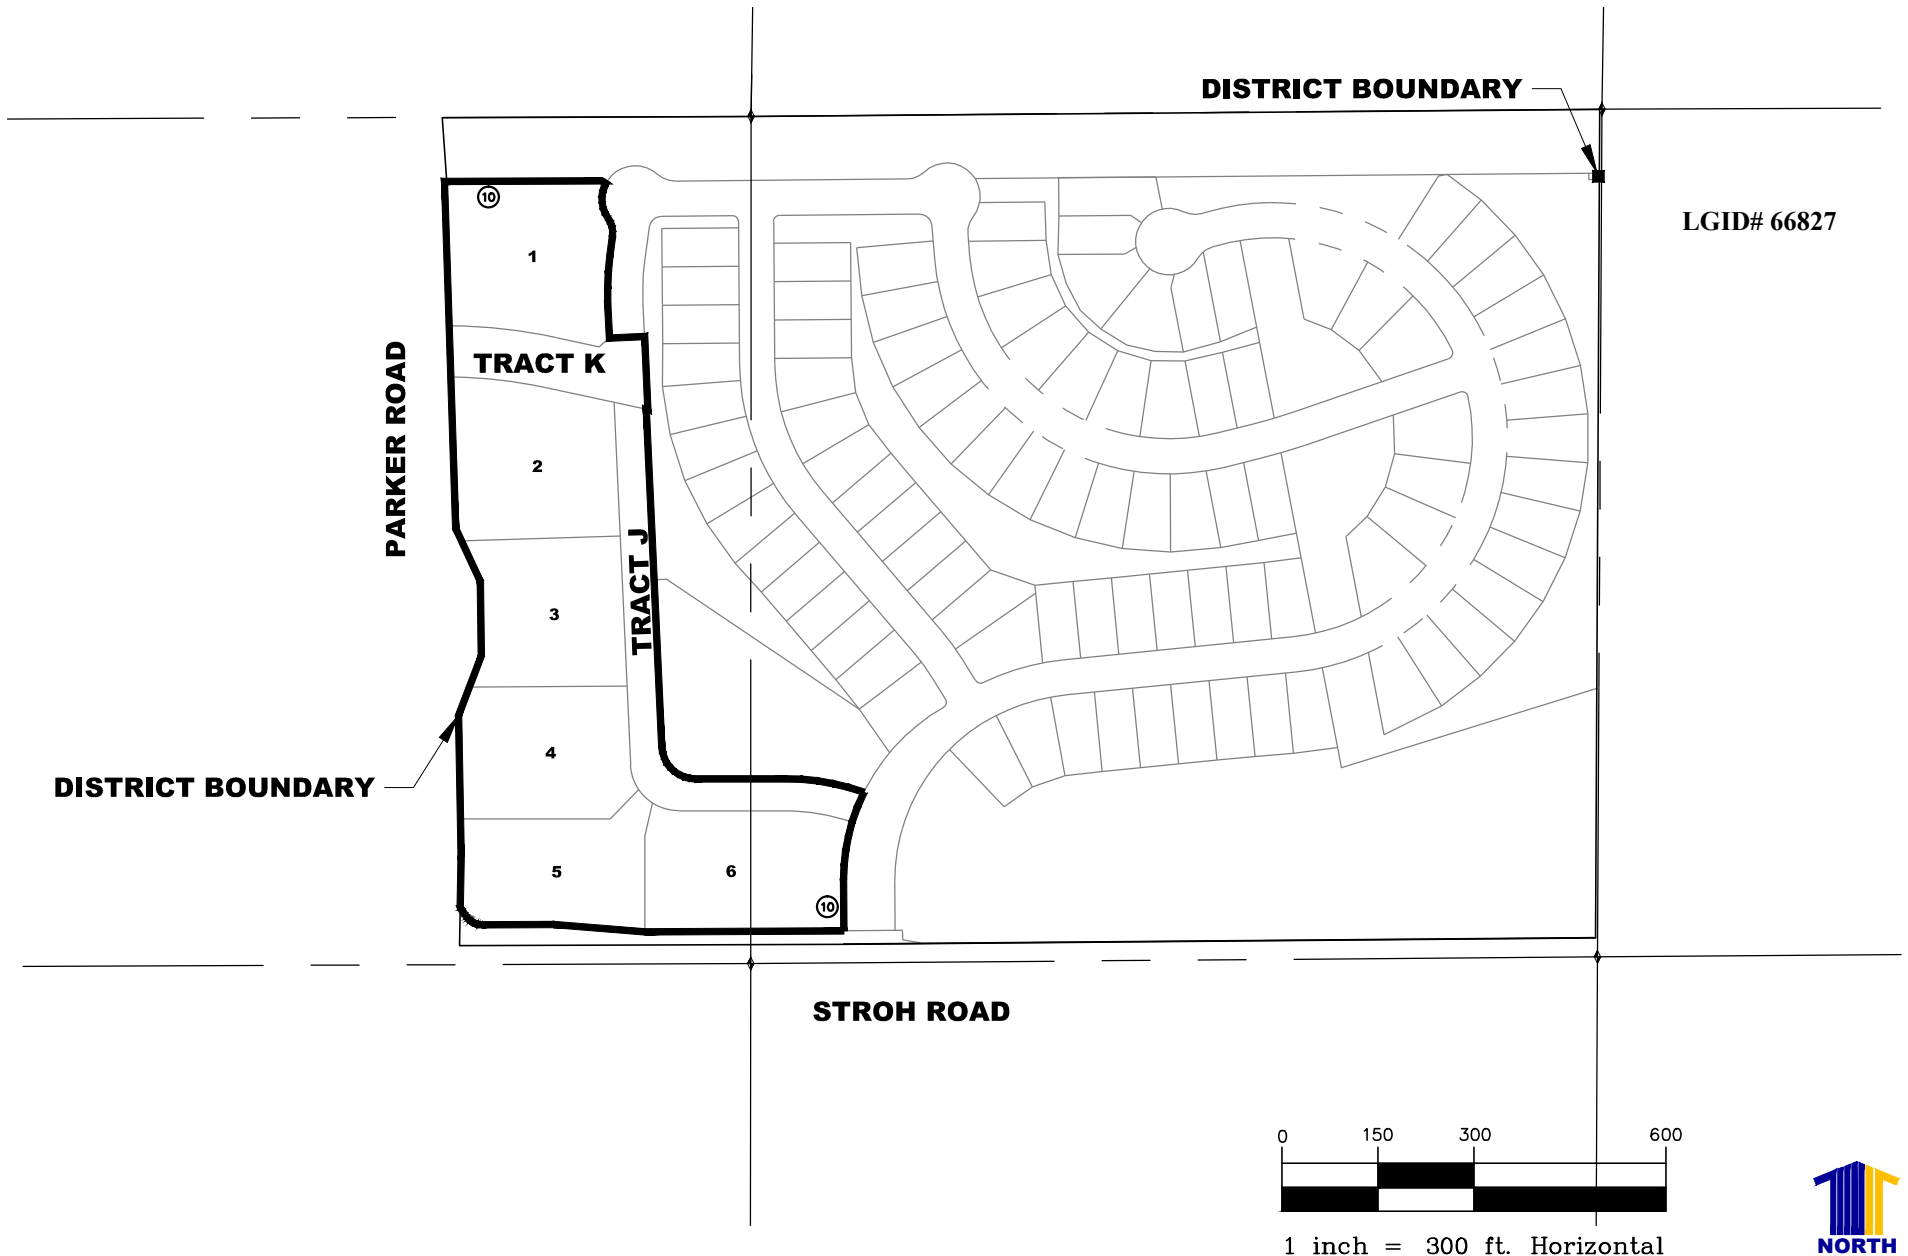 DISTRICT BOUNDARY
LGID# 66827
10
1
TRACT K
PARKER ROAD
2
TRACT J
3
4
DISTRICT BOUNDARY
5
6
10
STROH ROAD
0 150 300 600
1 inch = 300 ft. Horizontal
NORTH